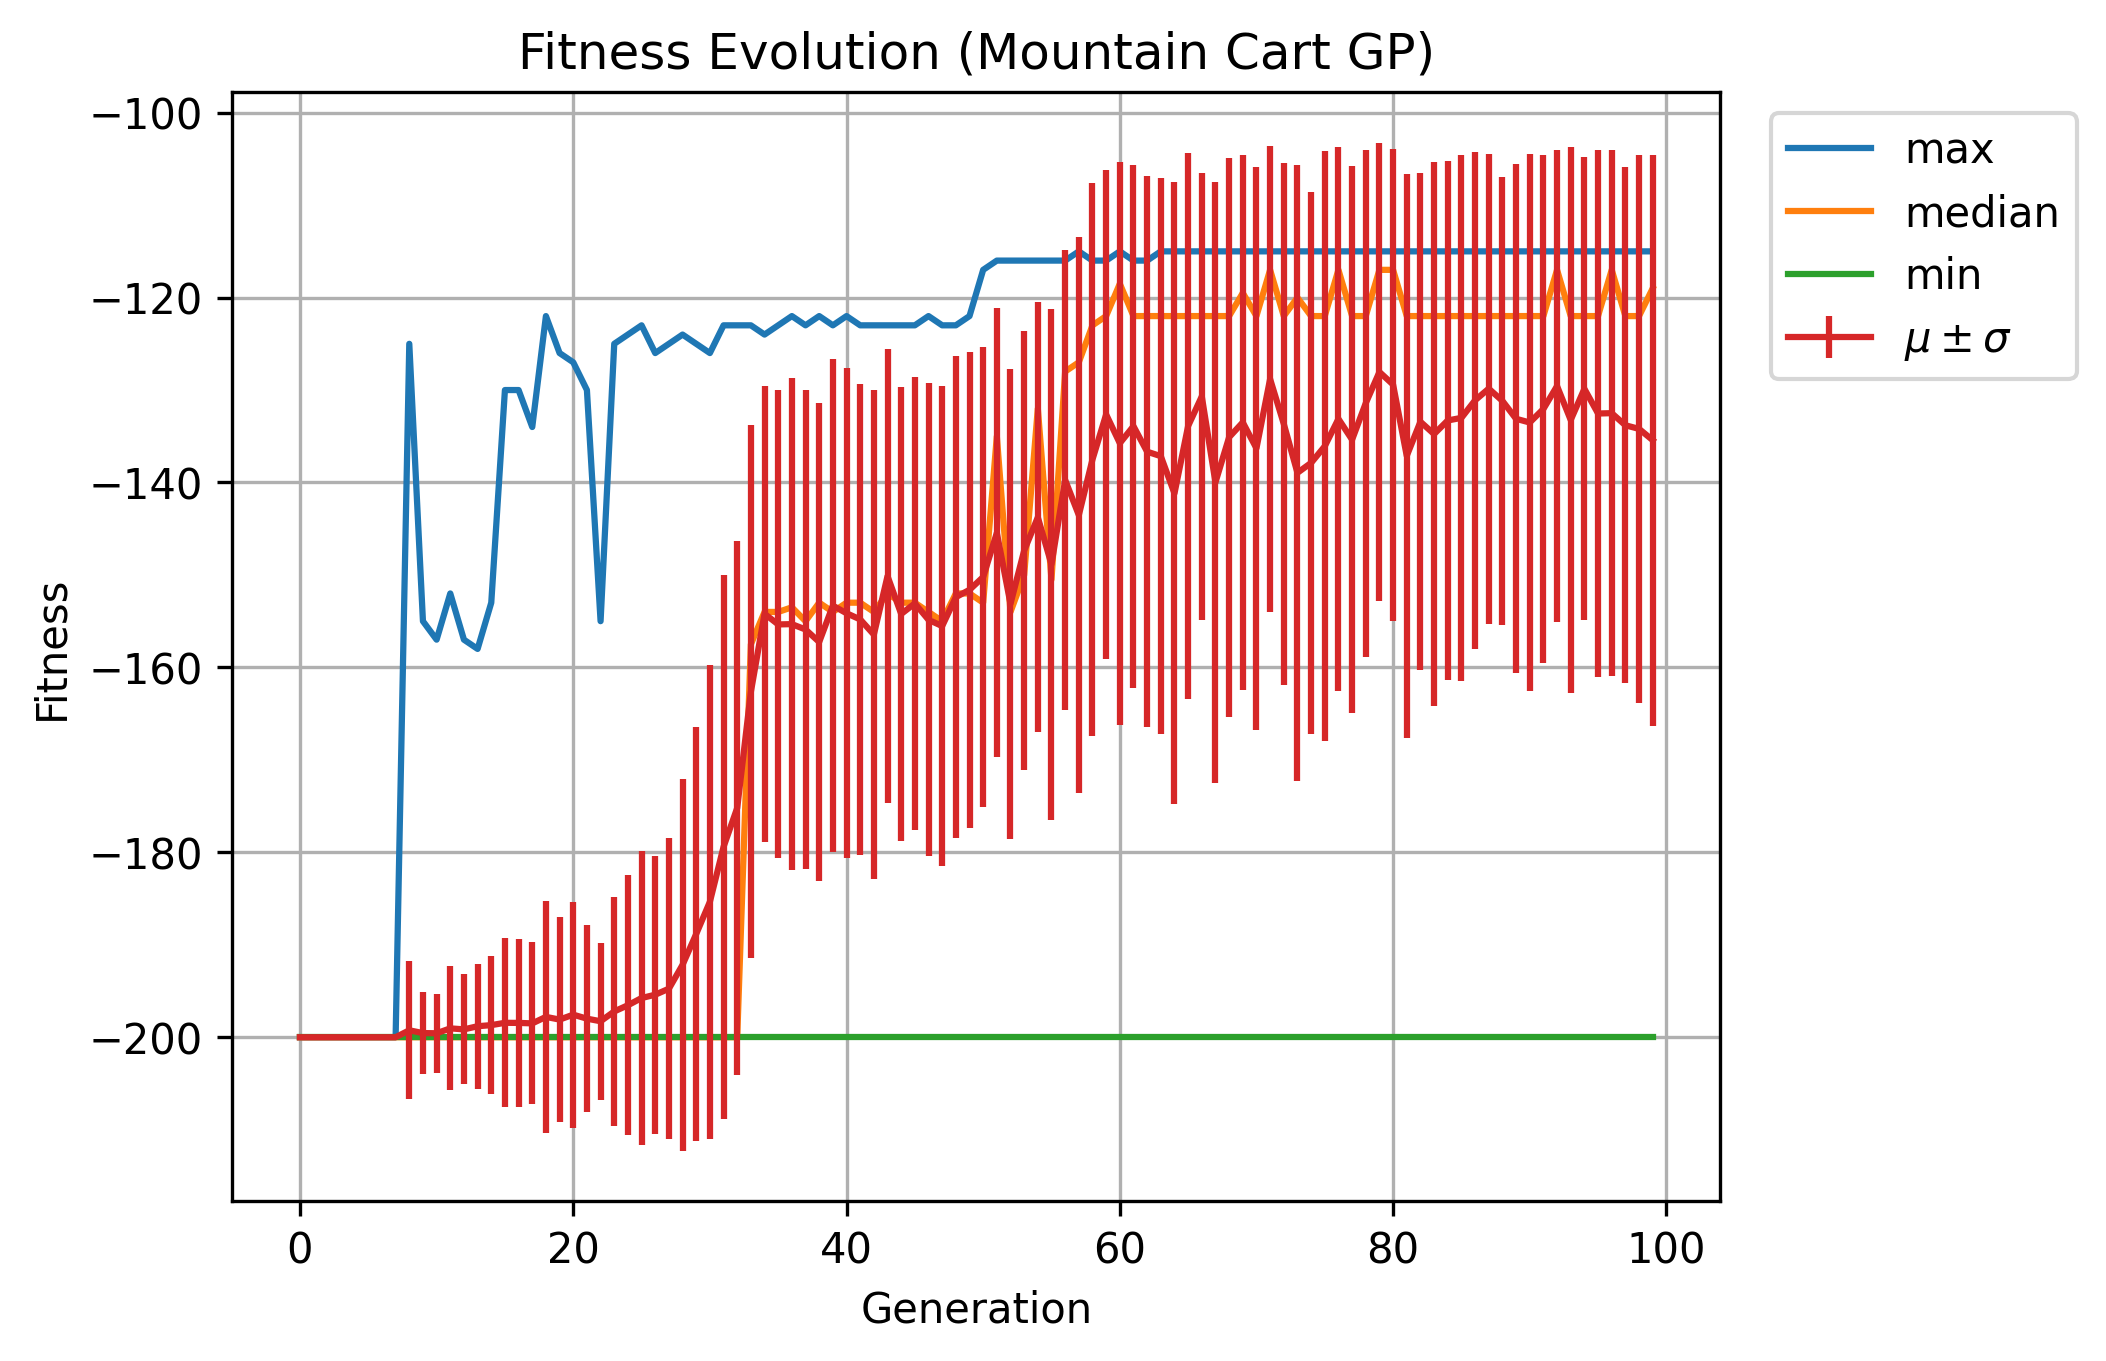 Fitness Evolution (Mountain Cart GP)
−100
−120
−140
−160
−180
−200
Fitness
0 20 40 60 80 100
Generation
max
median
min
μ ± σ